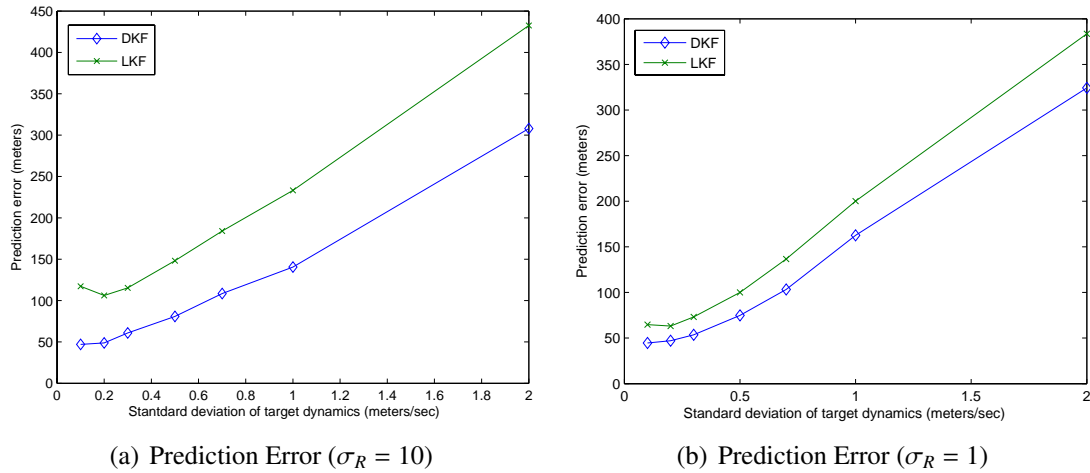 450
400
350
300
250
200
150
100
50
0
Prediction error (meters)
DKF
LKF
0 0.2 0.4 0.6 0.8 1 1.2 1.4 1.6 1.8 2
Stantdard deviation of target dynamics (meters/sec)
(a) Prediction Error (σ_R = 10)
400
350
300
250
200
150
100
50
0
Prediction error (meters)
DKF
LKF
0 0.5 1 1.5 2
Standard deviation of target dynamics (meters/sec)
(b) Prediction Error (σ_R = 1)